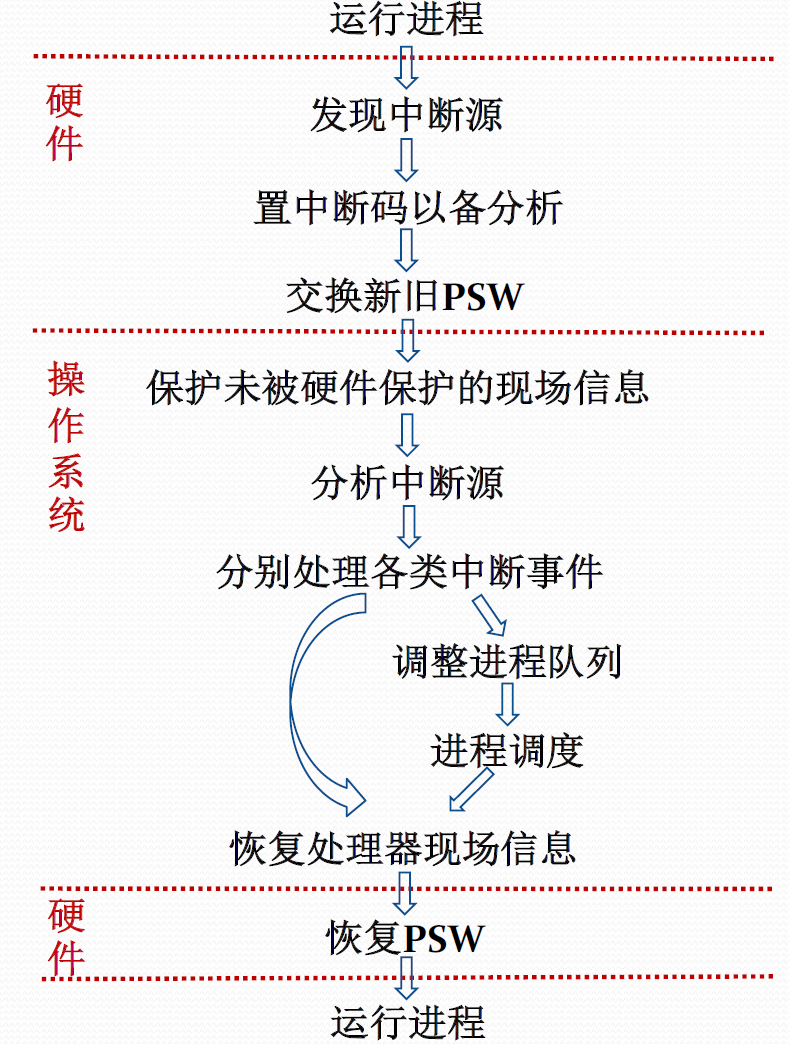 运行进程
硬件
发现中断源
置中断码以备分析
交换新旧PSW
操作系统
保护未被硬件保护的现场信息
分析中断源
分别处理各类中断事件
调整进程队列
进程调度
恢复处理器现场信息
硬件
恢复PSW
运行进程